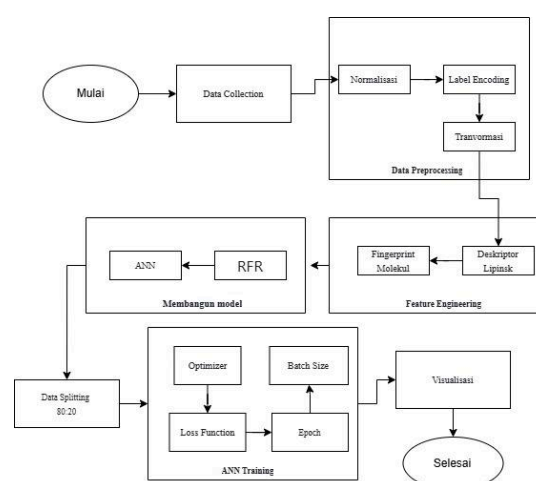 Mulai
Data Collection
Normalisasi
Label Encoding
Tranvormasi
Data Preprocessing
Deskriptor
Lipinsk
Fingerprint
Molekul
Feature Engineering
RFR
ANN
Membangun model
Data Splitting
80:20
Optimizer
Loss Function
Epoch
Batch Size
ANN Training
Visualisasi
Selesai